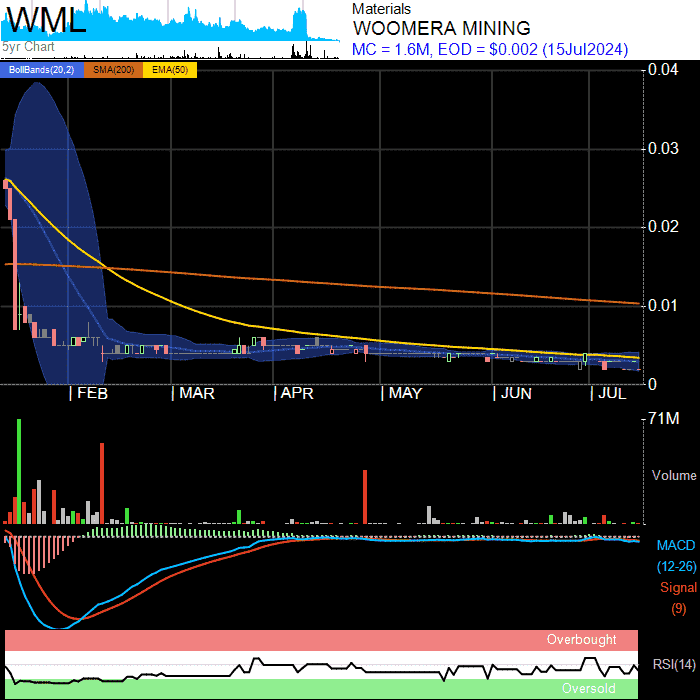 WML
5yr Chart
Materials
WOOMERA MINING
MC = 1.6M, EOD = $0.002 (15Jul2024)
BollBands(20,2) SMA(200) EMA(50)
0.04
0.03
0.02
0.01
0
FEB MAR APR MAY JUN JUL
71M
Volume
MACD
(12-26)
Signal
(9)
Overbought
RSI(14)
Oversold